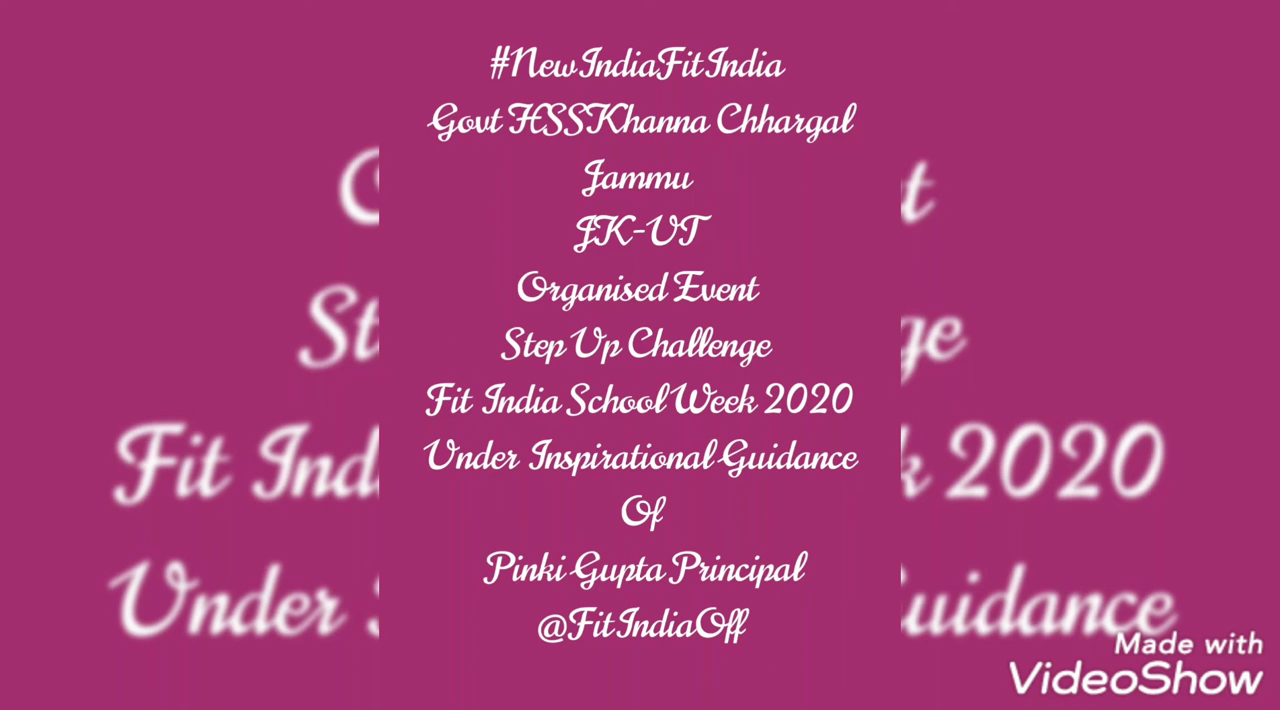 #NewIndiaFitIndia
Govt HSSKhanna Chhargal
Jammu
JK-UT
Organised Event
Step Up Challenge
Fit India School Week 2020
Under Inspirational Guidance
Of
Pinki Gupta Principal
@FitIndiaOff
Made with
VideoShow